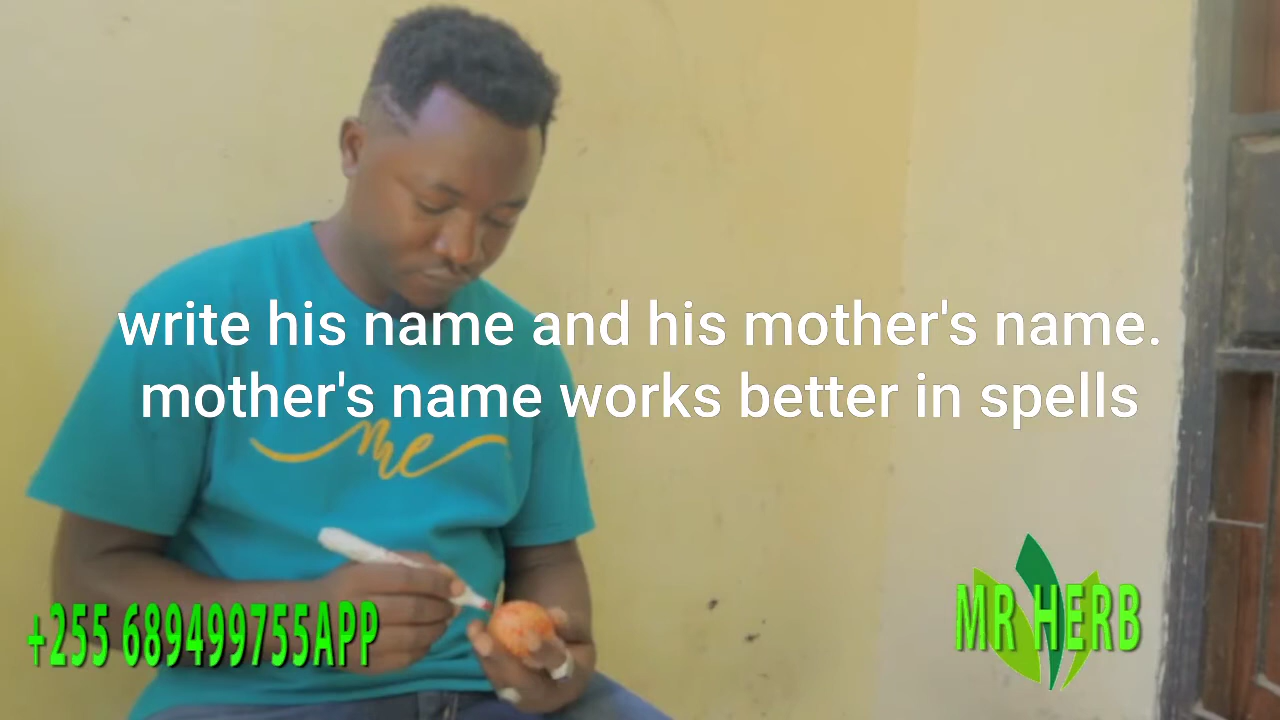 write his name and his mother's name.
mother's name works better in spells
me
+255 689499755APP
MR HERB